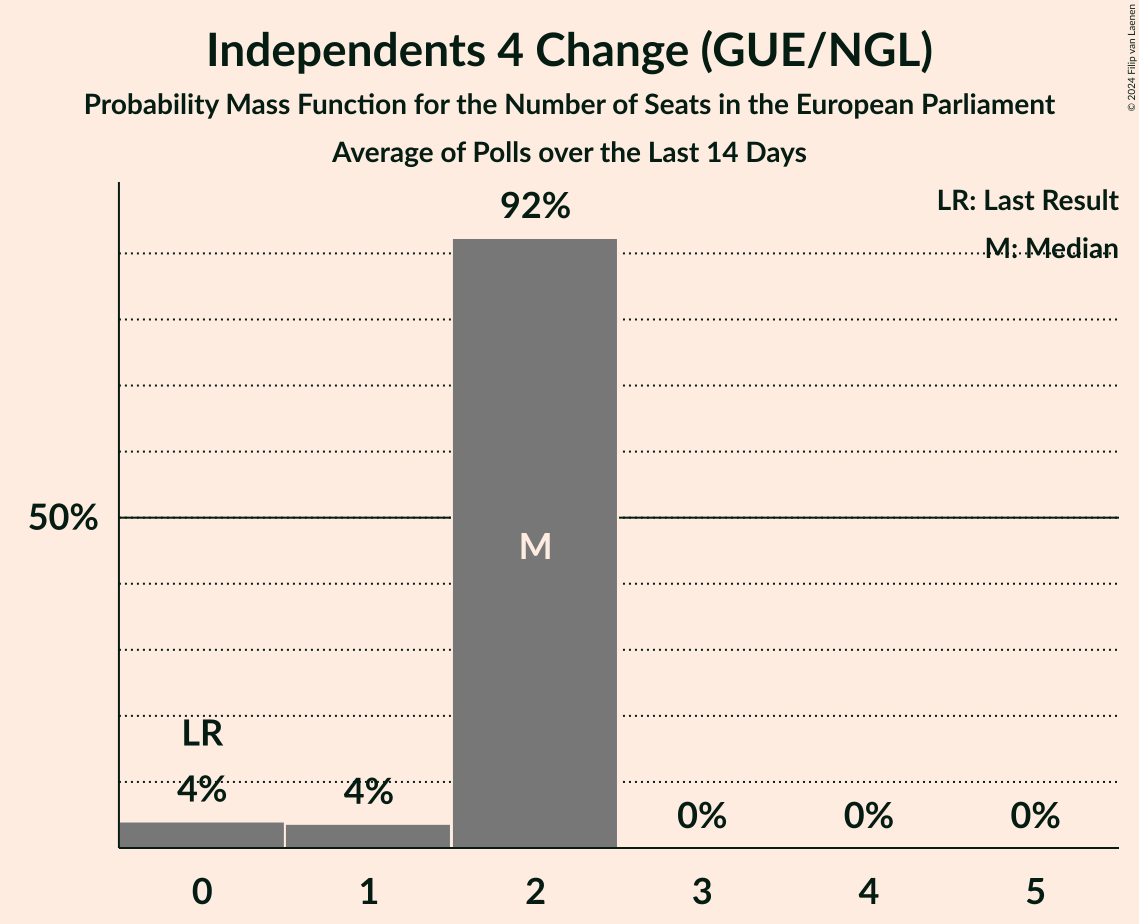 Independents 4 Change (GUE/NGL)
Probability Mass Function for the Number of Seats in the European Parliament
Average of Polls over the Last 14 Days
© 2024 Filip van Laenen
LR: Last Result
M: Median
92%
50%
M
LR
4%
4%
0%
0%
0%
0
1
2
3
4
5